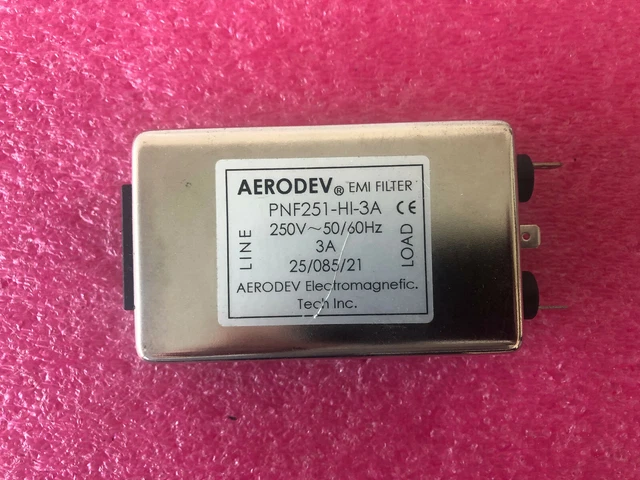 AERODEV® EMI FILTER
PNF251-HI-3A CE
250V~50/60Hz
3A
25/085/21
LINE
LOAD
AERODEV Electromagnefic.
Tech Inc.